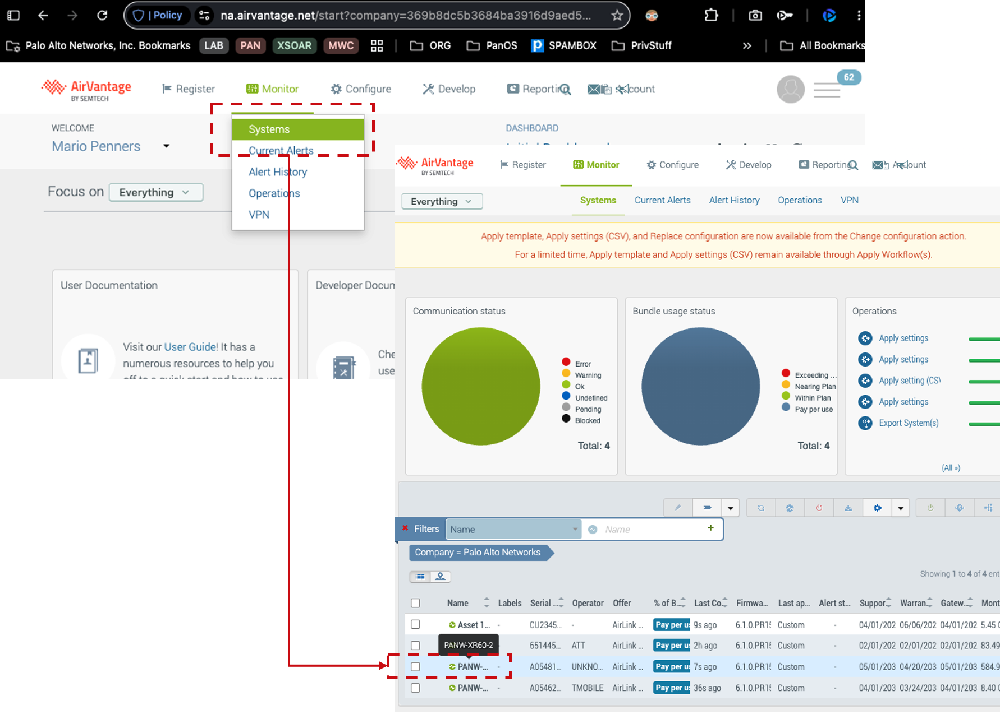 | Policy
na.airvantage.net/start?company=369b8dc5b3684ba3916d9aed5...
Palo Alto Networks, Inc. Bookmarks LAB PAN XSOAR MWC ORG PanOS SPAMBOX PrivStuff » All Bookmarks
AirVantage
BY SEMTECH
Register Monitor Configure Develop Reporting
62
WELCOME
Mario Penners
DASHBOARD
Systems
Current Alerts
Alert History
Operations
VPN
Focus on Everything
User Documentation
Visit our User Guide! It has a
numerous resources to help you
Developer Docum
Che
use
AirVantage
BY SEMTECH
Register Monitor Configure Develop Reporting
Everything
Systems Current Alerts Alert History Operations VPN
Apply template, Apply settings (CSV), and Replace configuration are now available from the Change configuration action.
For a limited time, Apply template and Apply settings (CSV) remain available through Apply Workflow(s).
Communication status
Error
Warning
Ok
Undefined
Pending
Blocked
Total: 4
Bundle usage status
Exceeding ...
Nearing Plan
Within Plan
Pay per use
Total: 4
Operations
Apply settings
Apply settings
Apply setting (CSV
Apply settings
Export System(s)
(All »)
Filters Name Name +
Company = Palo Alto Networks
Showing 1 to 4 of 4 ent
Name Labels Serial ... Operator Offer % of B... Last Co... Firmwa... Last ap... Alert st... Suppor... Warran... Gatew... Mont
Asset 1... - CU2345... - AirLink ... Pay per us 9s ago 6.1.0.PR15 Custom - 04/01/202 06/06/202 04/01/202 5.45
PANW-XR60-2 - 651445... ATT AirLink ... Pay per us 2h ago 6.1.0.PR15 Custom - 02/01/202 02/01/202 02/01/202 83.49
PANW-... - A05481... UNKNO... AirLink ... Pay per us 7s ago 6.1.0.PR15 Custom - 05/01/203 04/20/203 05/01/203 584.9
PANW-... - A05462... TMOBILE AirLink ... Pay per us 36s ago 6.1.0.PR15 Custom - 04/01/203 03/24/203 04/01/203 8.40